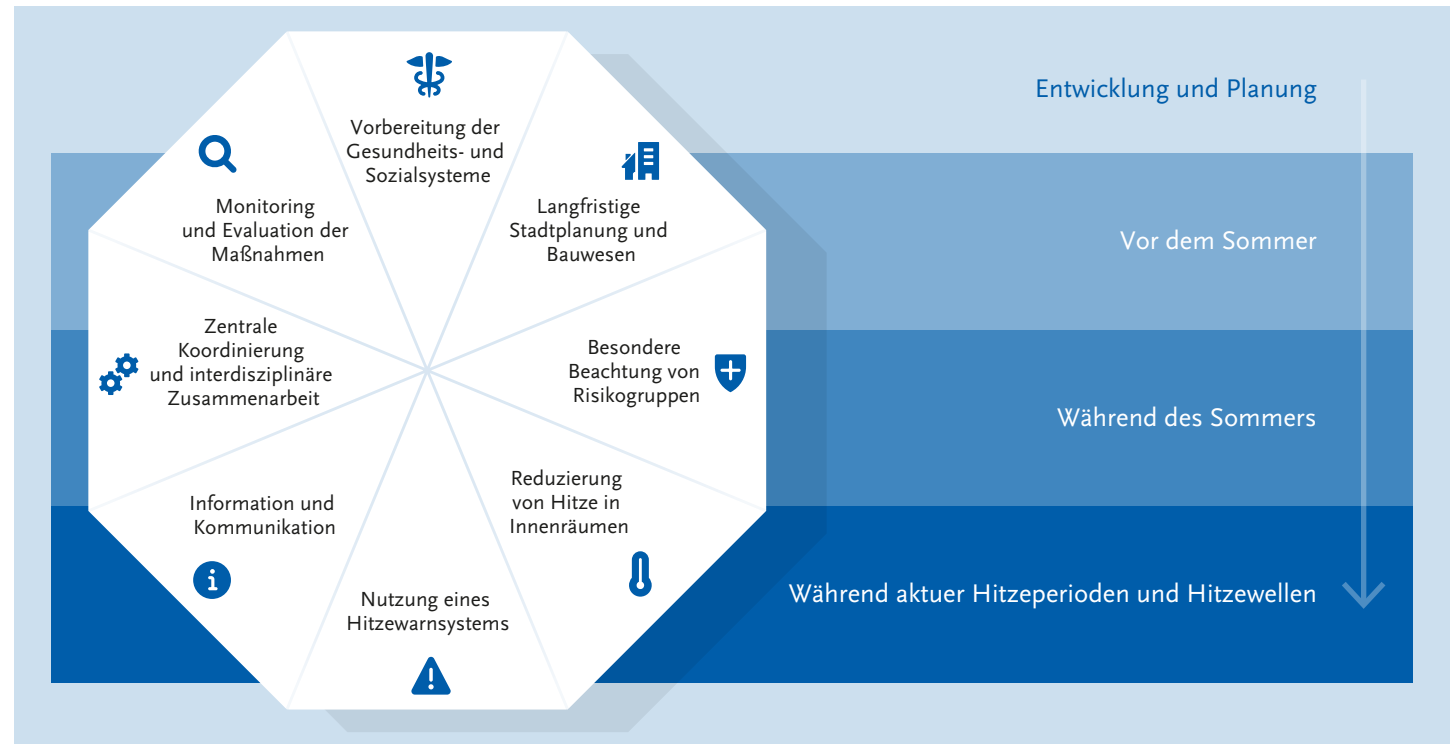 Vorbereitung der
Gesundheits- und
Sozialsysteme
Langfristige
Stadtplanung und
Bauwesen
Besondere
Beachtung von
Risikogruppen
Reduzierung
von Hitze in
Innenräumen
Nutzung eines
Hitzewarnsystems
Information und
Kommunikation
Zentrale
Koordinierung
und interdisziplinäre
Zusammenarbeit
Monitoring
und Evaluation der
Maßnahmen
Entwicklung und Planung
Vor dem Sommer
Während des Sommers
Während aktuer Hitzeperioden und Hitzewellen